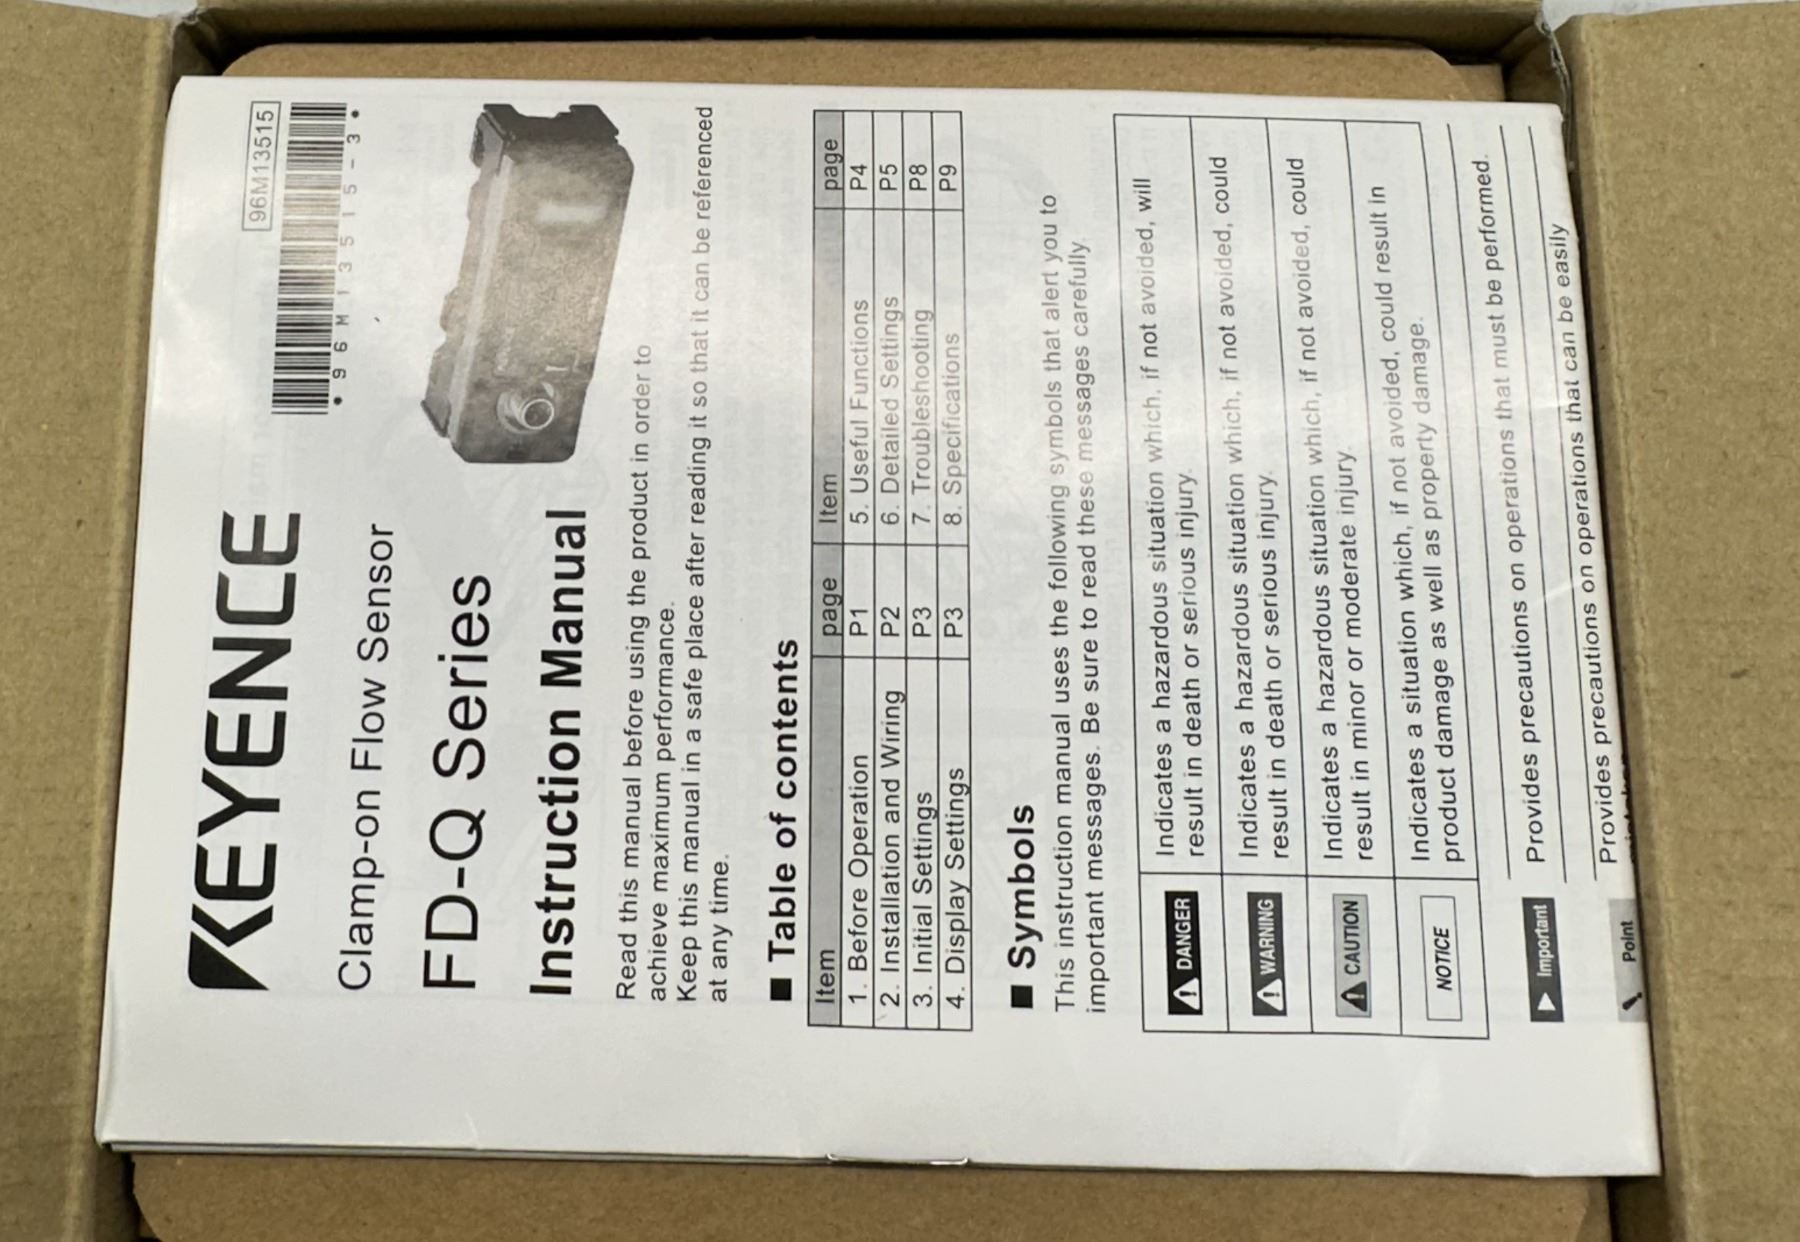 96M13515
*96M13515-3*
KEYENCE
Clamp-on Flow Sensor
FD-Q Series
Instruction Manual
Read this manual before using the product in order to
achieve maximum performance.
Keep this manual in a safe place after reading it so that it can be referenced
at any time.
■ Table of contents
Item page Item page
1. Before Operation P1 5. Useful Functions P4
2. Installation and Wiring P2 6. Detailed Settings P5
3. Initial Settings P3 7. Troubleshooting P8
4. Display Settings P3 8. Specifications P9
■ Symbols
This instruction manual uses the following symbols that alert you to
important messages. Be sure to read these messages carefully.
DANGER Indicates a hazardous situation which, if not avoided, will
result in death or serious injury.
WARNING Indicates a hazardous situation which, if not avoided, could
result in death or serious injury.
CAUTION Indicates a hazardous situation which, if not avoided, could
result in minor or moderate injury.
NOTICE Indicates a situation which, if not avoided, could result in
product damage as well as property damage.
Important Provides precautions on operations that must be performed.
Point Provides precautions on operations that can be easily